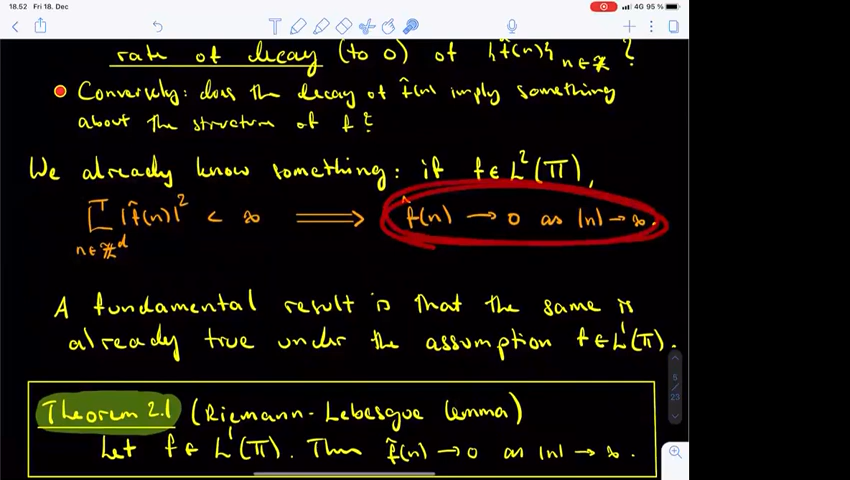 18.52 Fri 18. Dec
4G 95 %
rate of decay (to 0) of {f̂(n)}_{n∈ℤ} ?
Conversely: does the decay of f̂(n) imply something
about the structure of f?
We already know something: if f∈L²(𝕋),
Σ_{n∈ℤ^d} |f̂(n)|² < ∞ ⟹ f̂(n) → 0 as |n| → ∞.
A fundamental result is that the same is
already true under the assumption f∈L¹(𝕋).
5
23
Theorem 2.1 (Riemann-Lebesgue lemma)
Let f∈L¹(𝕋). Then f̂(n) → 0 as |n| → ∞.